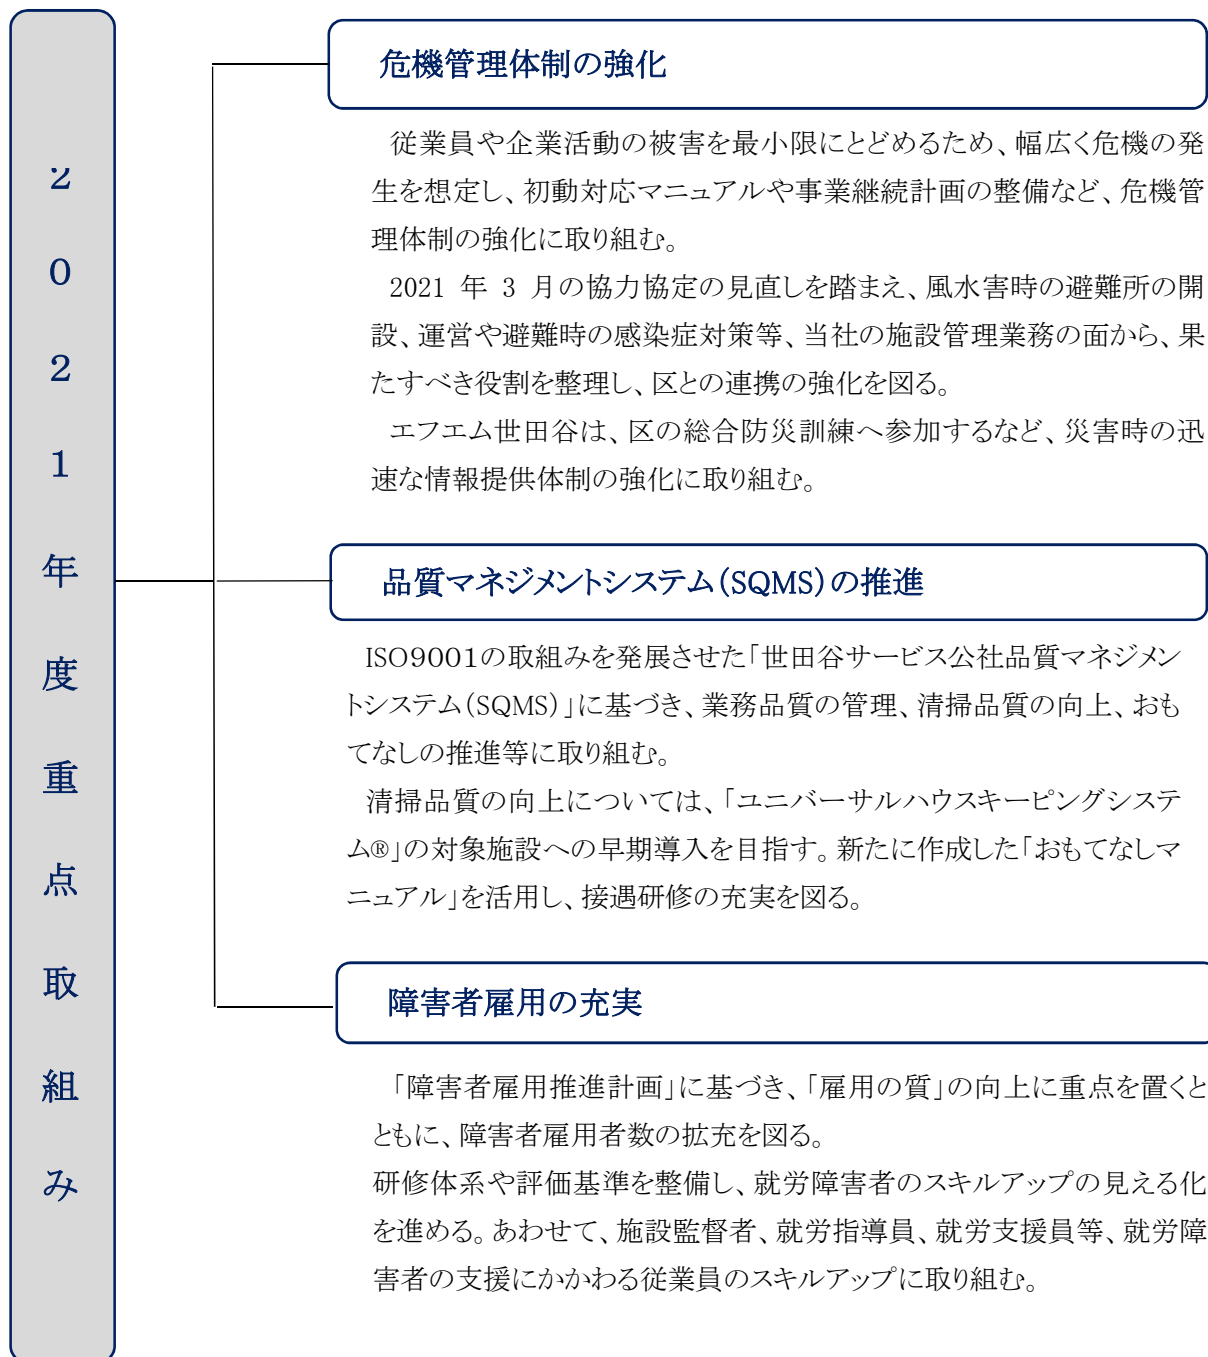 2021年度重点取組み
危機管理体制の強化
従業員や企業活動の被害を最小限にとどめるため、幅広く危機の発
生を想定し、初動対応マニュアルや事業継続計画の整備など、危機管
理体制の強化に取り組む。
2021 年 3 月の協力協定の見直しを踏まえ、風水害時の避難所の開
設、運営や避難時の感染症対策等、当社の施設管理業務の面から、果
たすべき役割を整理し、区との連携の強化を図る。
エフエム世田谷は、区の総合防災訓練へ参加するなど、災害時の迅
速な情報提供体制の強化に取り組む。
品質マネジメントシステム(SQMS)の推進
ISO9001の取組みを発展させた「世田谷サービス公社品質マネジメン
トシステム(SQMS)」に基づき、業務品質の管理、清掃品質の向上、おも
てなしの推進等に取り組む。
清掃品質の向上については、「ユニバーサルハウスキーピングシステ
ム®」の対象施設への早期導入を目指す。新たに作成した「おもてなしマ
ニュアル」を活用し、接遇研修の充実を図る。
障害者雇用の充実
「障害者雇用推進計画」に基づき、「雇用の質」の向上に重点を置くと
ともに、障害者雇用者数の拡充を図る。
研修体系や評価基準を整備し、就労障害者のスキルアップの見える化
を進める。あわせて、施設監督者、就労指導員、就労支援員等、就労障
害者の支援にかかわる従業員のスキルアップに取り組む。